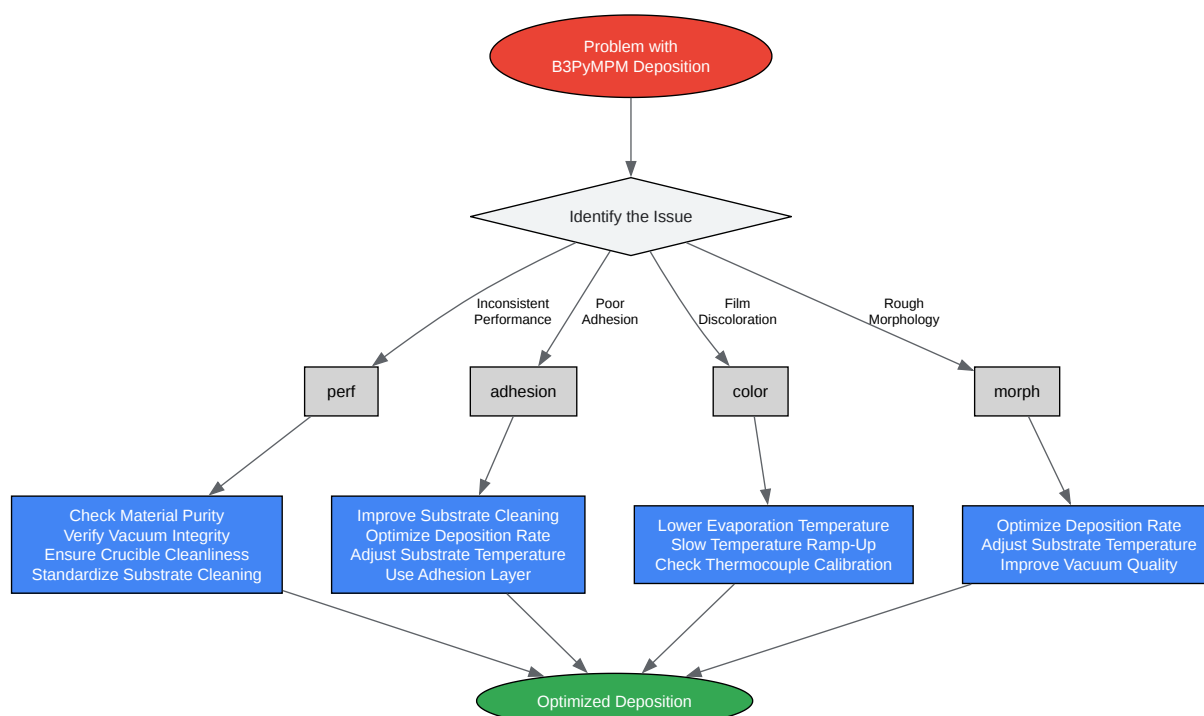 Problem with
B3PyMPM Deposition
Identify the Issue
Inconsistent
Performance
Poor
Adhesion
Film
Discoloration
Rough
Morphology
perf
adhesion
color
morph
Check Material Purity
Verify Vacuum Integrity
Ensure Crucible Cleanliness
Standardize Substrate Cleaning
Improve Substrate Cleaning
Optimize Deposition Rate
Adjust Substrate Temperature
Use Adhesion Layer
Lower Evaporation Temperature
Slow Temperature Ramp-Up
Check Thermocouple Calibration
Optimize Deposition Rate
Adjust Substrate Temperature
Improve Vacuum Quality
Optimized Deposition